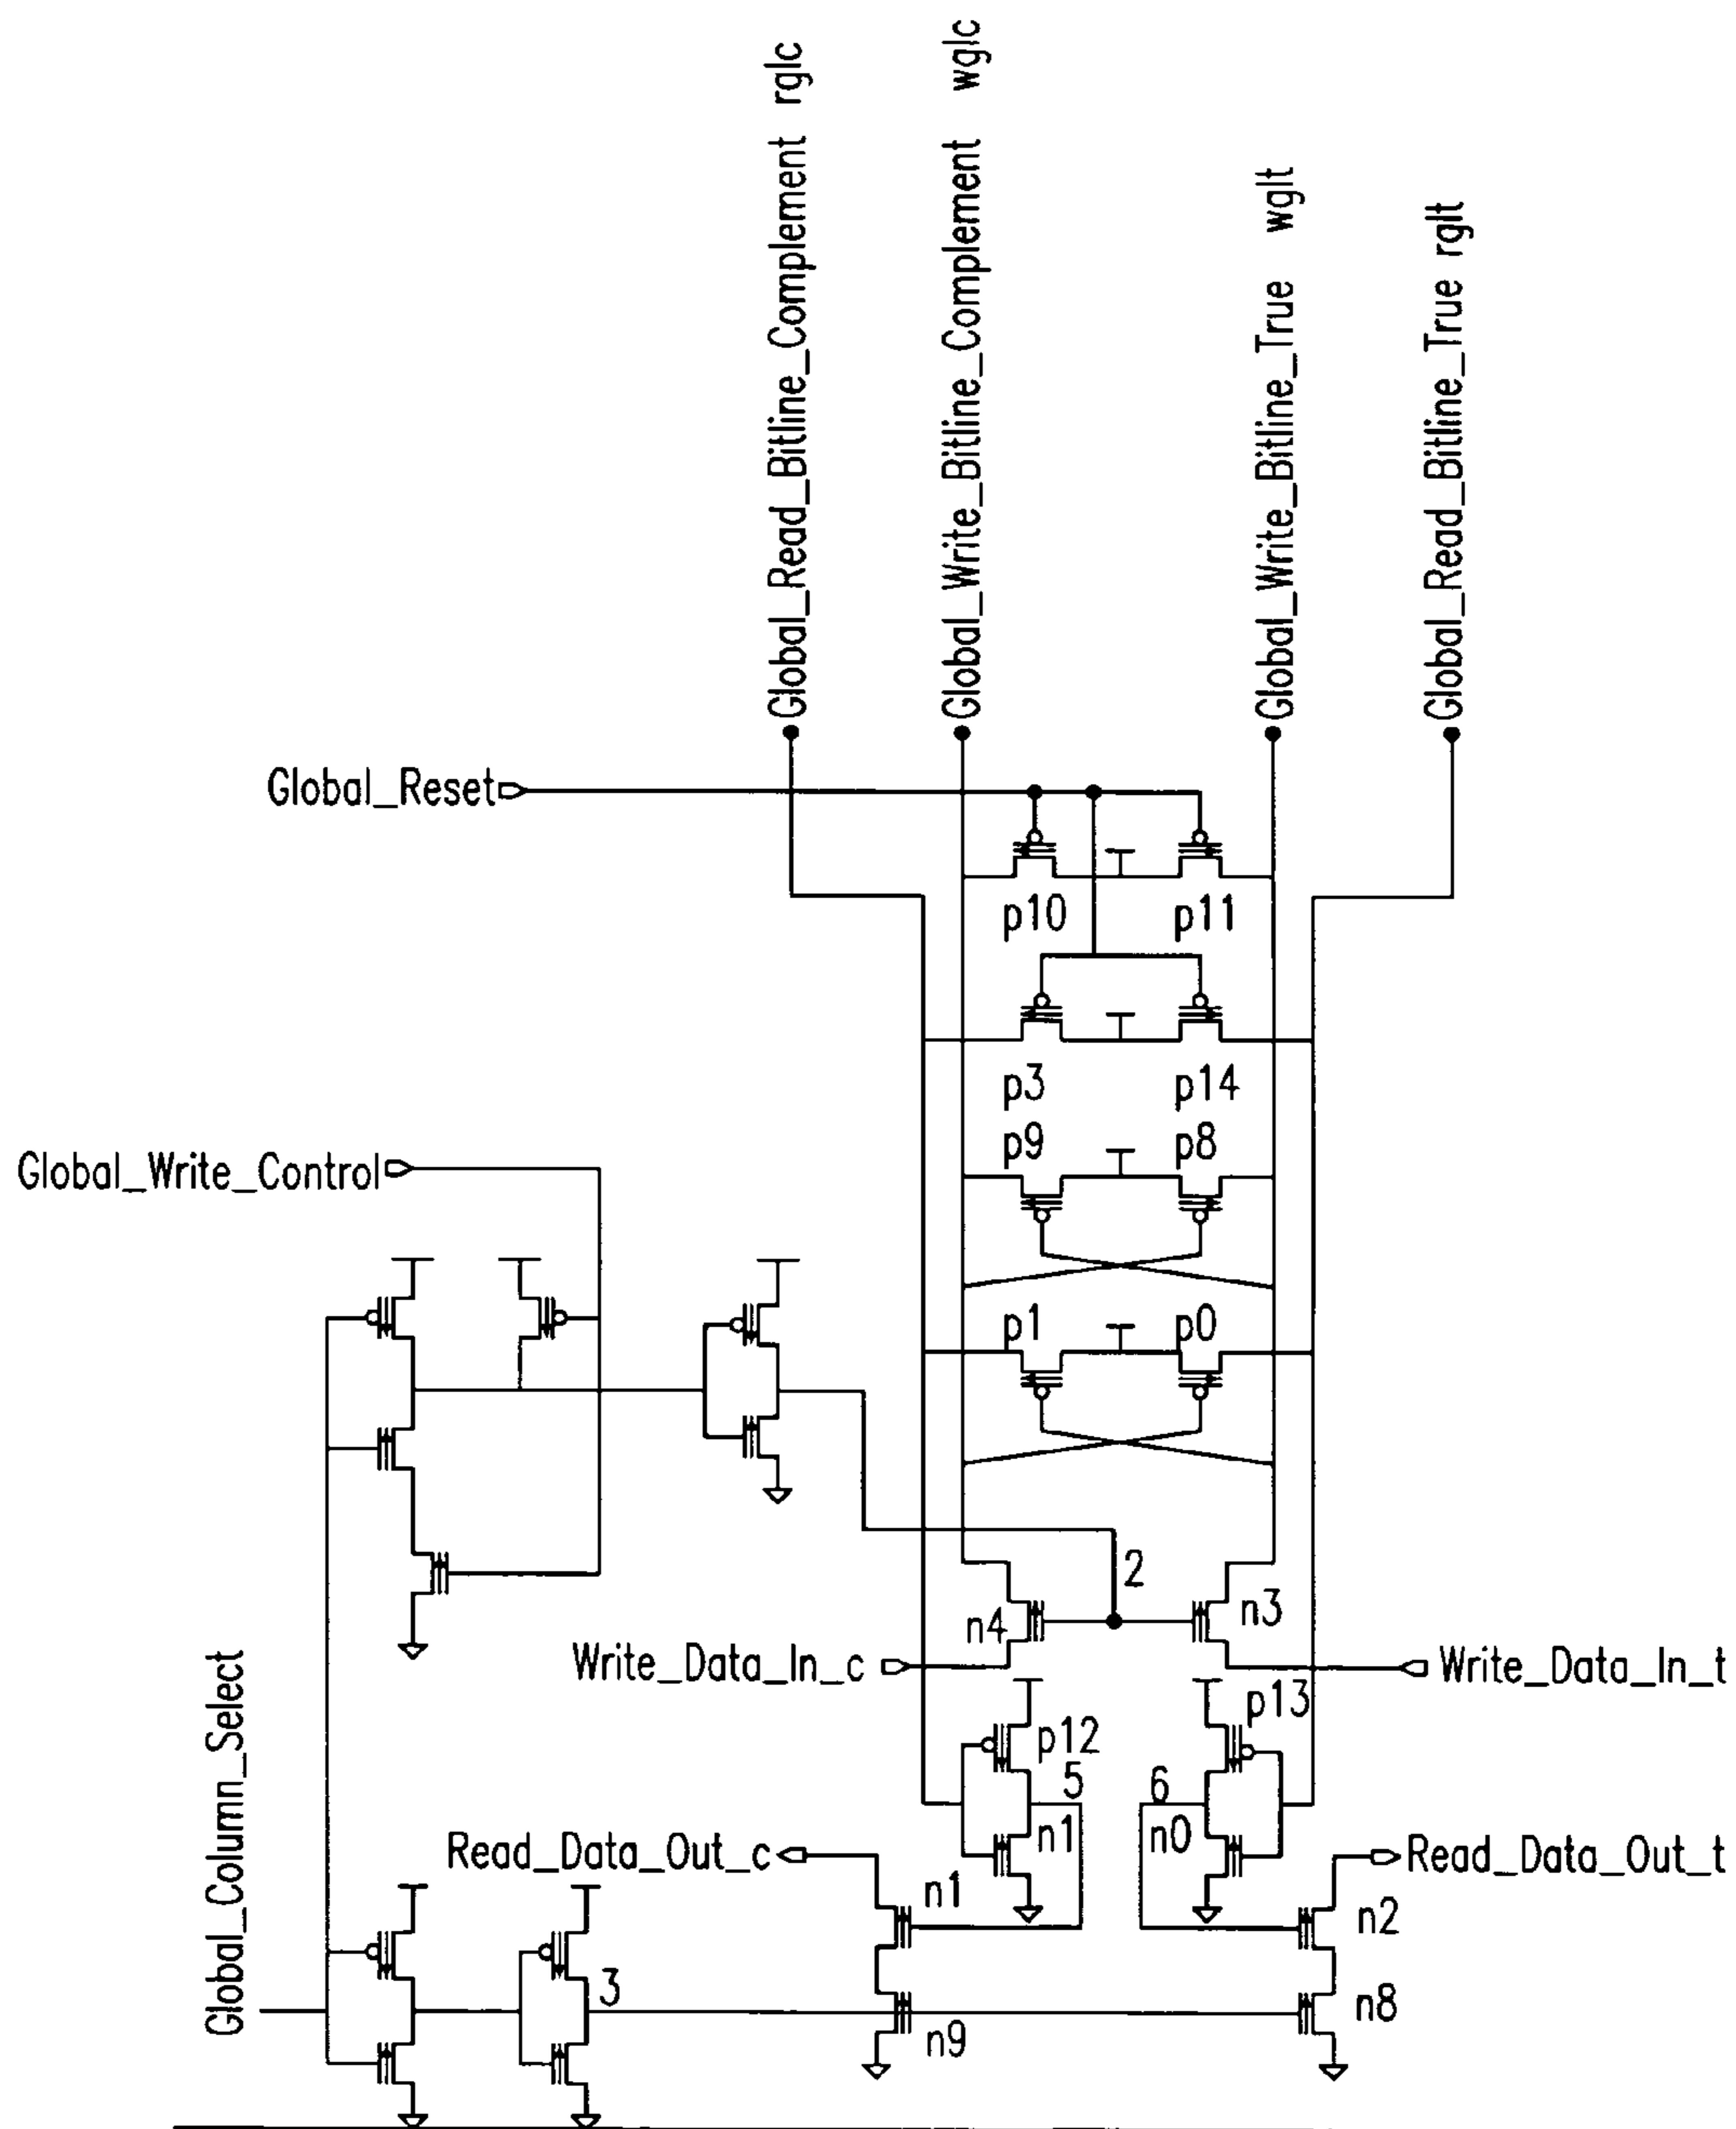 Global_Read_Bitline_Complement rglc
Global_Write_Bitline_Complement wglc
Global_Write_Bitline_True wglt
Global_Read_Bitline_True rglt
Global_Reset
p10 p11
p3 p14
p9 p8
Global_Write_Control
p1 p0
2
n4 n3
Write_Data_In_c Write_Data_In_t
p13
p12
5 6
n1 n0
Global_Column_Select
Read_Data_Out_c Read_Data_Out_t
n1 n2
3
n9 n8